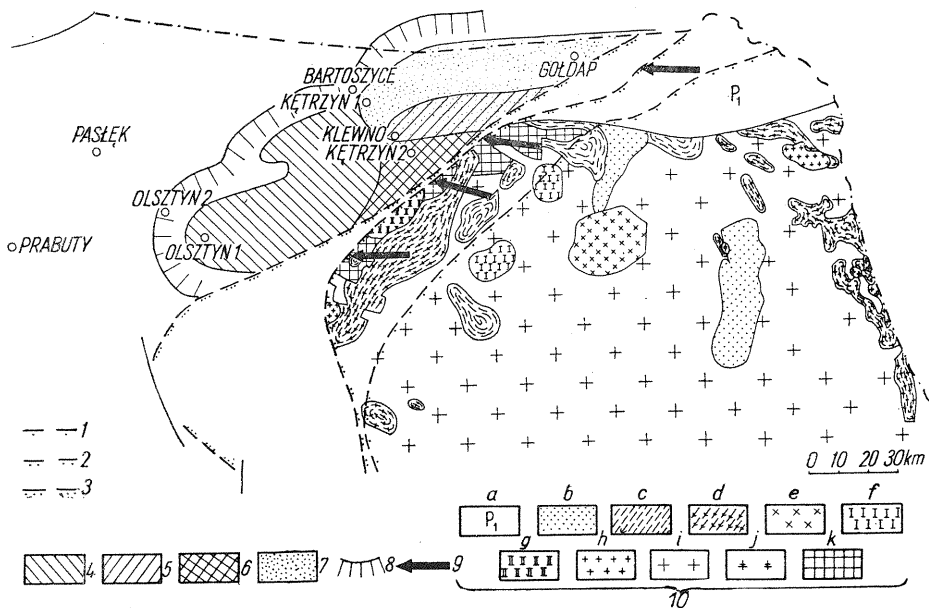 GOŁDAP
BARTOSZYCE
KĘTRZYN 1
P₁
PASŁĘK
KLEWNO
KĘTRZYN 2
OLSZTYN 2
PRABUTY
OLSZTYN 1
1
2
3
0 10 20 30km
a b c d e f
P₁
g h i j k
4 5 6 7 8 9
10